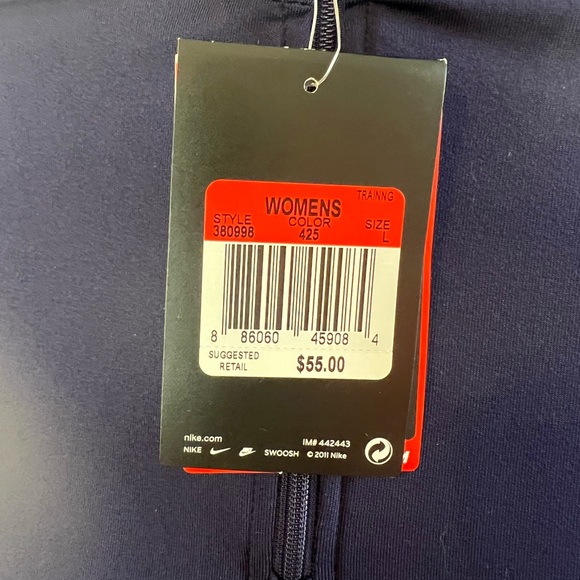 TRAINNG
WOMENS
STYLE COLOR SIZE
380998 425 L
8 86060 45908 4
SUGGESTED RETAIL $55.00
nike.com IM# 442443
NIKE SWOOSH © 2011 Nike